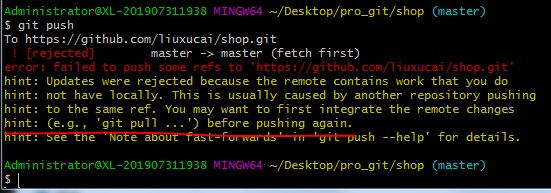 Administrator@XL-201907311938 MINGW64 ~/Desktop/pro_git/shop (master)
$ git push
To https://github.com/liuxucai/shop.git
! [rejected] master -> master (fetch first)
error: failed to push some refs to 'https://github.com/liuxucai/shop.git'
hint: Updates were rejected because the remote contains work that you do
hint: not have locally. This is usually caused by another repository pushing
hint: to the same ref. You may want to first integrate the remote changes
hint: (e.g., 'git pull ...') before pushing again.
hint: See the 'Note about fast-forwards' in 'git push --help' for details.
Administrator@XL-201907311938 MINGW64 ~/Desktop/pro_git/shop (master)
$